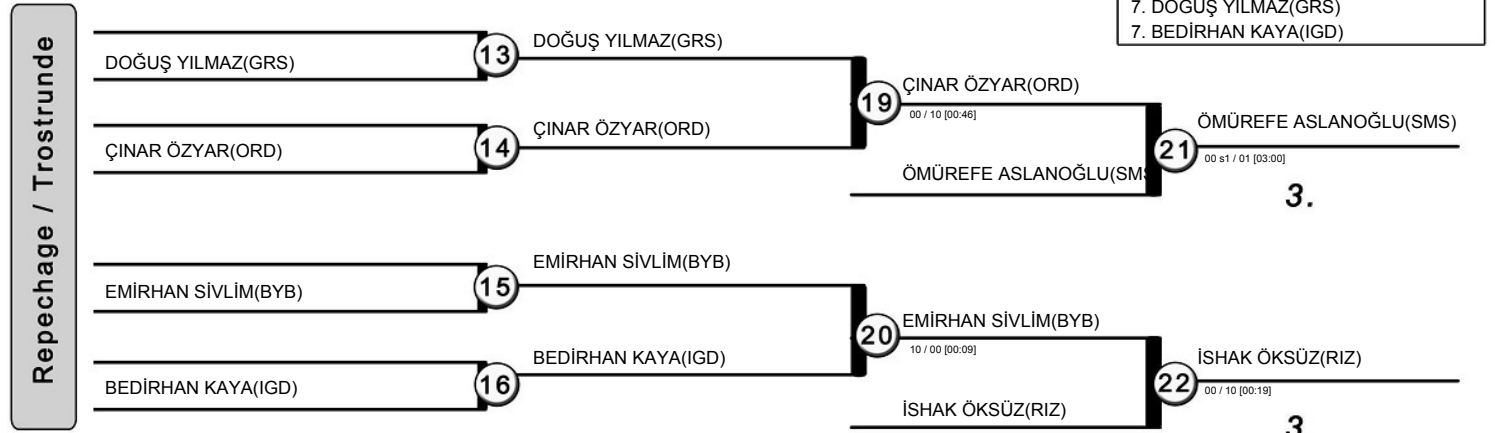 7. DOĞUŞ YILMAZ(GRS)
7. BEDİRHAN KAYA(IGD)
Repechage / Trostrunde
DOĞUŞ YILMAZ(GRS)
13
DOĞUŞ YILMAZ(GRS)
ÇINAR ÖZYAR(ORD)
14
ÇINAR ÖZYAR(ORD)
19
ÇINAR ÖZYAR(ORD)
00 / 10 [00:46]
ÖMÜREFE ASLANOĞLU(SMS
21
ÖMÜREFE ASLANOĞLU(SMS)
00 s1 / 01 [03:00]
3.
EMİRHAN SİVLİM(BYB)
15
EMİRHAN SİVLİM(BYB)
BEDİRHAN KAYA(IGD)
16
BEDİRHAN KAYA(IGD)
20
EMİRHAN SİVLİM(BYB)
10 / 00 [00:09]
İSHAK ÖKSÜZ(RIZ)
22
İSHAK ÖKSÜZ(RIZ)
00 / 10 [00:19]
3